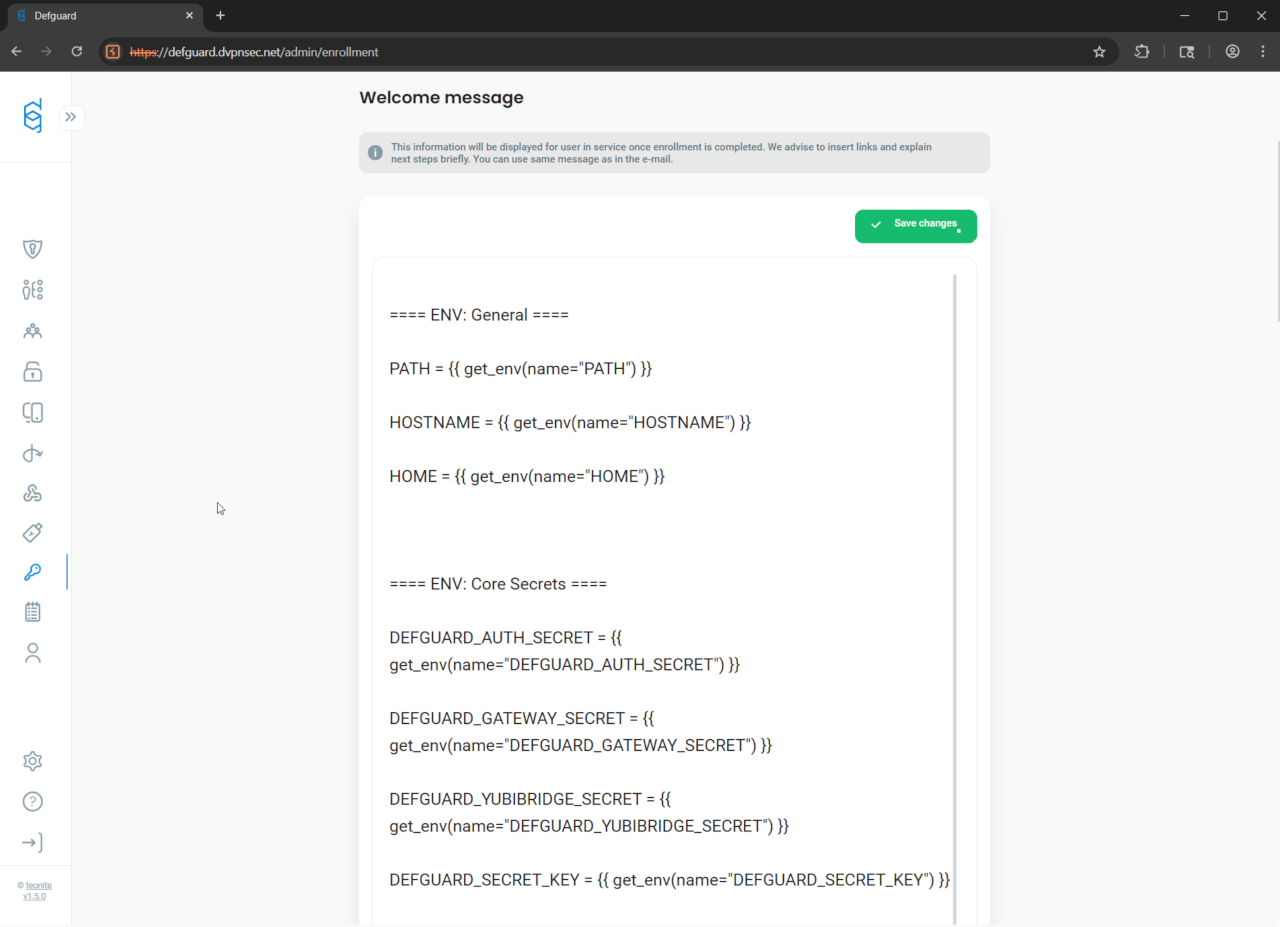 Defguard
https://defguard.dvpnsec.net/admin/enrollment
Welcome message
This information will be displayed for user in service once enrollment is completed. We advise to insert links and explain
next steps briefly. You can use same message as in the e-mail.
Save changes
==== ENV: General ====
PATH = {{ get_env(name="PATH") }}
HOSTNAME = {{ get_env(name="HOSTNAME") }}
HOME = {{ get_env(name="HOME") }}
==== ENV: Core Secrets ====
DEFGUARD_AUTH_SECRET = {{
get_env(name="DEFGUARD_AUTH_SECRET") }}
DEFGUARD_GATEWAY_SECRET = {{
get_env(name="DEFGUARD_GATEWAY_SECRET") }}
DEFGUARD_YUBIBRIDGE_SECRET = {{
get_env(name="DEFGUARD_YUBIBRIDGE_SECRET") }}
DEFGUARD_SECRET_KEY = {{ get_env(name="DEFGUARD_SECRET_KEY") }}
© teonite
v1.5.0